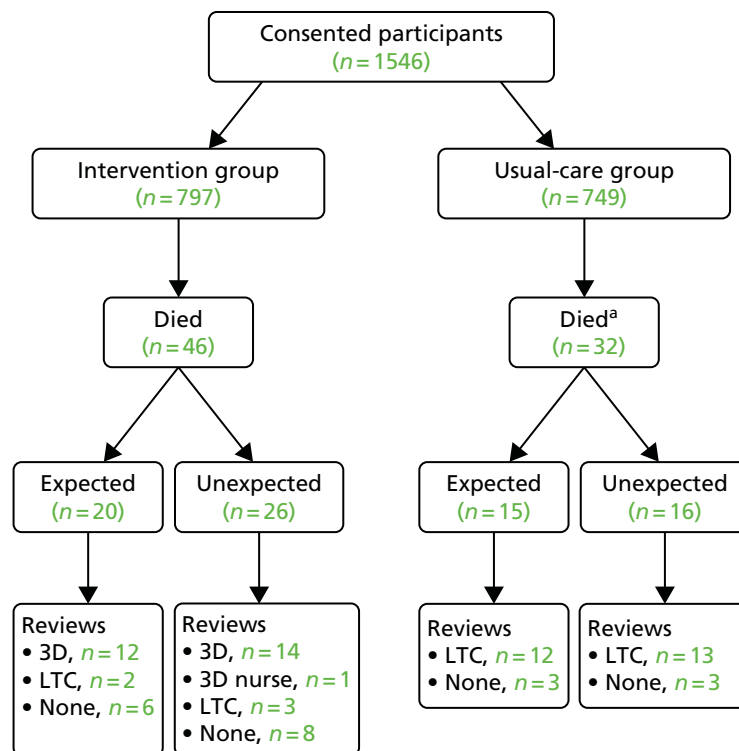 Consented participants
(n=1546)
Intervention group
(n=797)
Usual-care group
(n=749)
Died
(n=46)
Diedᵃ
(n=32)
Expected
(n=20)
Unexpected
(n=26)
Expected
(n=15)
Unexpected
(n=16)
Reviews
• 3D, n=12
• LTC, n=2
• None, n=6
Reviews
• 3D, n=14
• 3D nurse, n=1
• LTC, n=3
• None, n=8
Reviews
• LTC, n=12
• None, n=3
Reviews
• LTC, n=13
• None, n=3